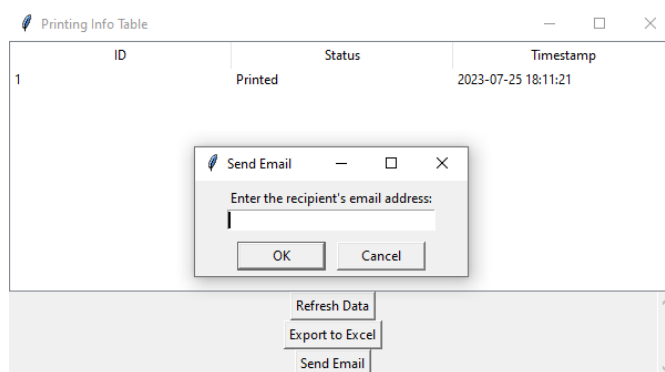 Printing Info Table
ID Status Timestamp
1 Printed 2023-07-25 18:11:21
Send Email
Enter the recipient's email address:
OK Cancel
Refresh Data
Export to Excel
Send Email